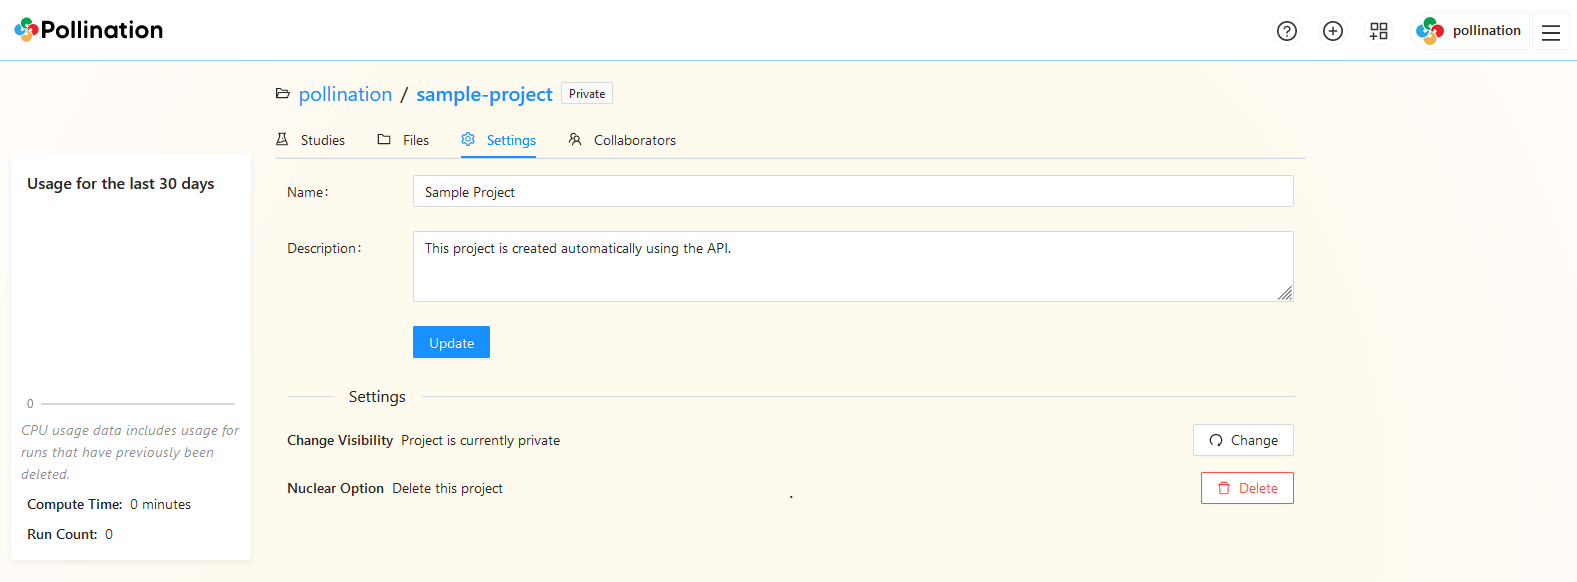 Pollination
pollination
pollination / sample-project Private
Studies Files Settings Collaborators
Usage for the last 30 days
0
CPU usage data includes usage for
runs that have previously been
deleted.
Compute Time: 0 minutes
Run Count: 0
Name:
Sample Project
Description:
This project is created automatically using the API.
Update
Settings
Change Visibility Project is currently private
Change
Nuclear Option Delete this project
Delete